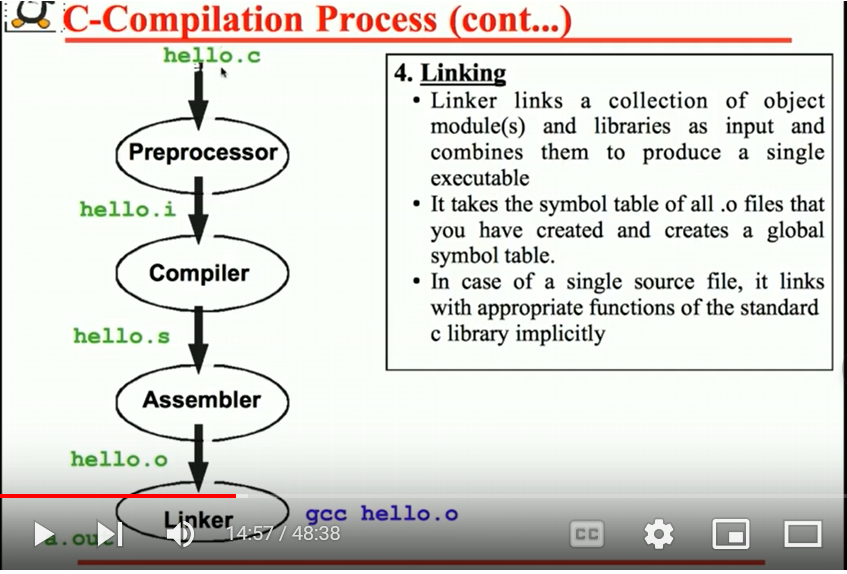 C-Compilation Process (cont...)
hello.c
Preprocessor
hello.i
Compiler
hello.s
Assembler
hello.o
Linker
gcc hello.o
4. Linking
• Linker links a collection of object
module(s) and libraries as input and
combines them to produce a single
executable
• It takes the symbol table of all .o files that
you have created and creates a global
symbol table.
• In case of a single source file, it links
with appropriate functions of the standard
c library implicitly
14:57 / 48:38
CC